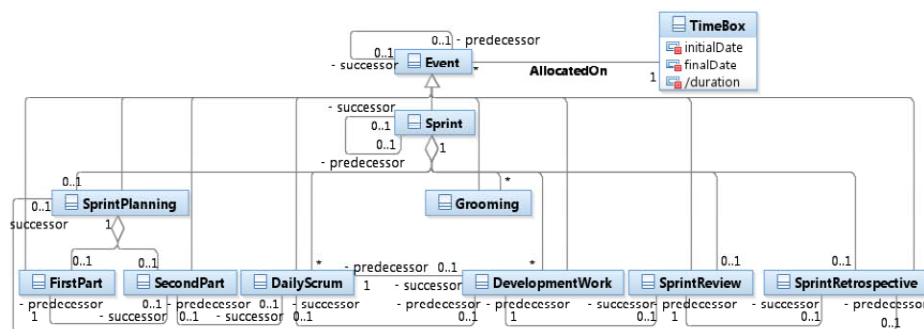 0..1 - predecessor
TimeBox
0..1
Event
initialDate
- successor
*
AllocatedOn
1
finalDate
/duration
- successor
0..1
Sprint
0..1
1
- predecessor
0..1
*
0..1
SprintPlanning
Grooming
successor
1
0..1
0..1
*
- predecessor 0..1
*
0..1
0..1
FirstPart
SecondPart
DailyScrum
1
DevelopmentWork
SprintReview
SprintRetrospective
- predecessor 0..1 - predecessor 0..1 - successor - predecessor - successor - predecessor - successor - predecessor
1 - successor 0..1 - successor 0..1 0..1 1 0..1 1 0..1 0..1